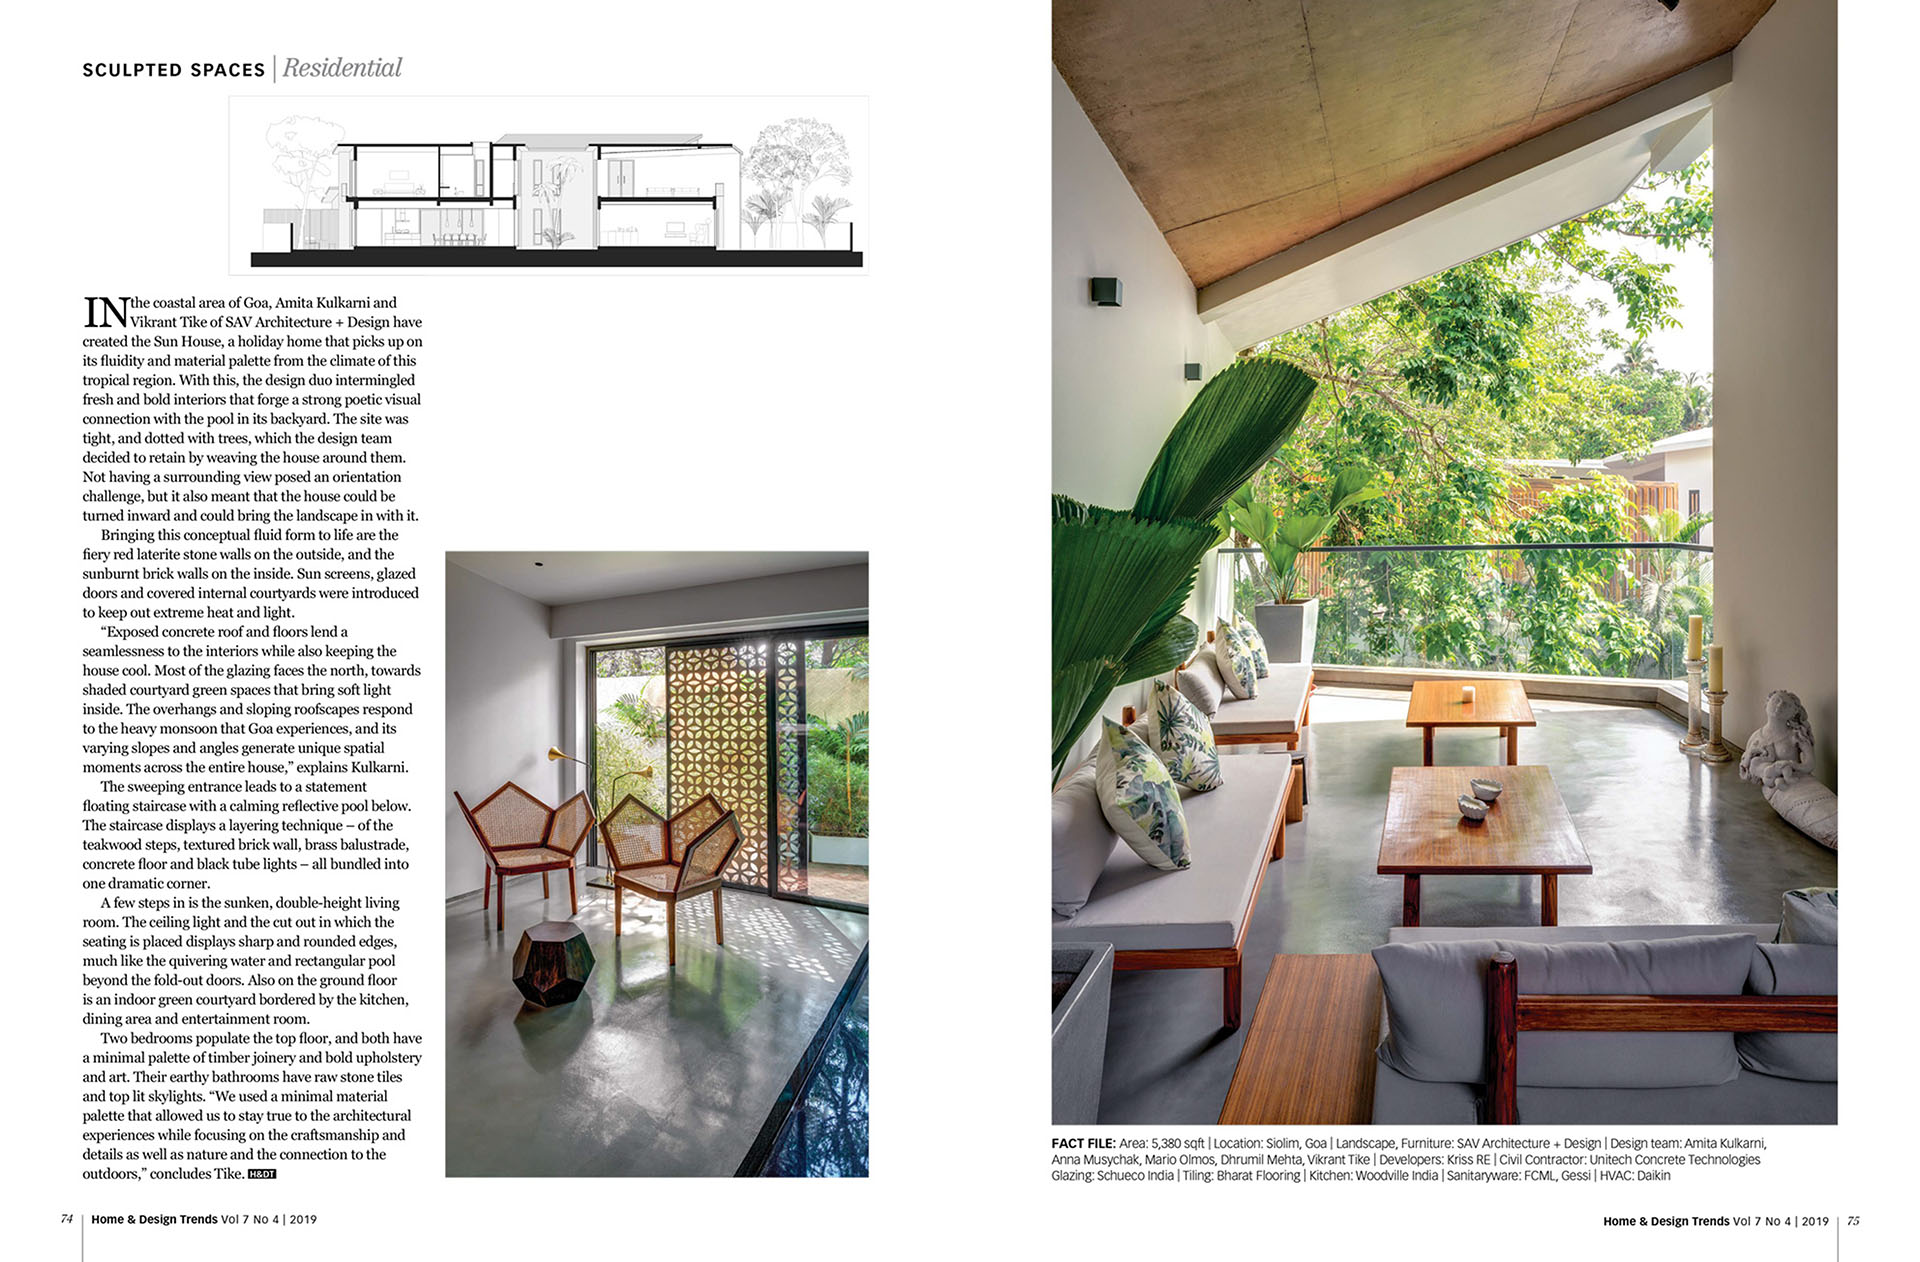 SCULPTED SPACES | Residential
IN the coastal area of Goa, Amita Kulkarni and
Vikrant Tike of SAV Architecture + Design have
created the Sun House, a holiday home that picks up on
its fluidity and material palette from the climate of this
tropical region. With this, the design duo intermingled
fresh and bold interiors that forge a strong poetic visual
connection with the pool in its backyard. The site was
tight, and dotted with trees, which the design team
decided to retain by weaving the house around them.
Not having a surrounding view posed an orientation
challenge, but it also meant that the house could be
turned inward and could bring the landscape in with it.
Bringing this conceptual fluid form to life are the
fiery red laterite stone walls on the outside, and the
sunburnt brick walls on the inside. Sun screens, glazed
doors and covered internal courtyards were introduced
to keep out extreme heat and light.
“Exposed concrete roof and floors lend a
seamlessness to the interiors while also keeping the
house cool. Most of the glazing faces the north, towards
shaded courtyard green spaces that bring soft light
inside. The overhangs and sloping roofscapes respond
to the heavy monsoon that Goa experiences, and its
varying slopes and angles generate unique spatial
moments across the entire house,” explains Kulkarni.
The sweeping entrance leads to a statement
floating staircase with a calming reflective pool below.
The staircase displays a layering technique – of the
teakwood steps, textured brick wall, brass balustrade,
concrete floor and black tube lights – all bundled into
one dramatic corner.
A few steps in is the sunken, double-height living
room. The ceiling light and the cut out in which the
seating is placed displays sharp and rounded edges,
much like the quivering water and rectangular pool
beyond the fold-out doors. Also on the ground floor
is an indoor green courtyard bordered by the kitchen,
dining area and entertainment room.
Two bedrooms populate the top floor, and both have
a minimal palette of timber joinery and bold upholstery
and art. Their earthy bathrooms have raw stone tiles
and top lit skylights. “We used a minimal material
palette that allowed us to stay true to the architectural
experiences while focusing on the craftsmanship and
details as well as nature and the connection to the
outdoors,” concludes Tike. H&DT
74 | Home & Design Trends Vol 7 No 4 | 2019
FACT FILE: Area: 5,380 sqft | Location: Siolim, Goa | Landscape, Furniture: SAV Architecture + Design | Design team: Amita Kulkarni,
Anna Musychak, Mario Olmos, Dhrumil Mehta, Vikrant Tike | Developers: Kriss RE | Civil Contractor: Unitech Concrete Technologies
Glazing: Schueco India | Tiling: Bharat Flooring | Kitchen: Woodville India | Sanitaryware: FCML, Gessi | HVAC: Daikin
Home & Design Trends Vol 7 No 4 | 2019 | 75